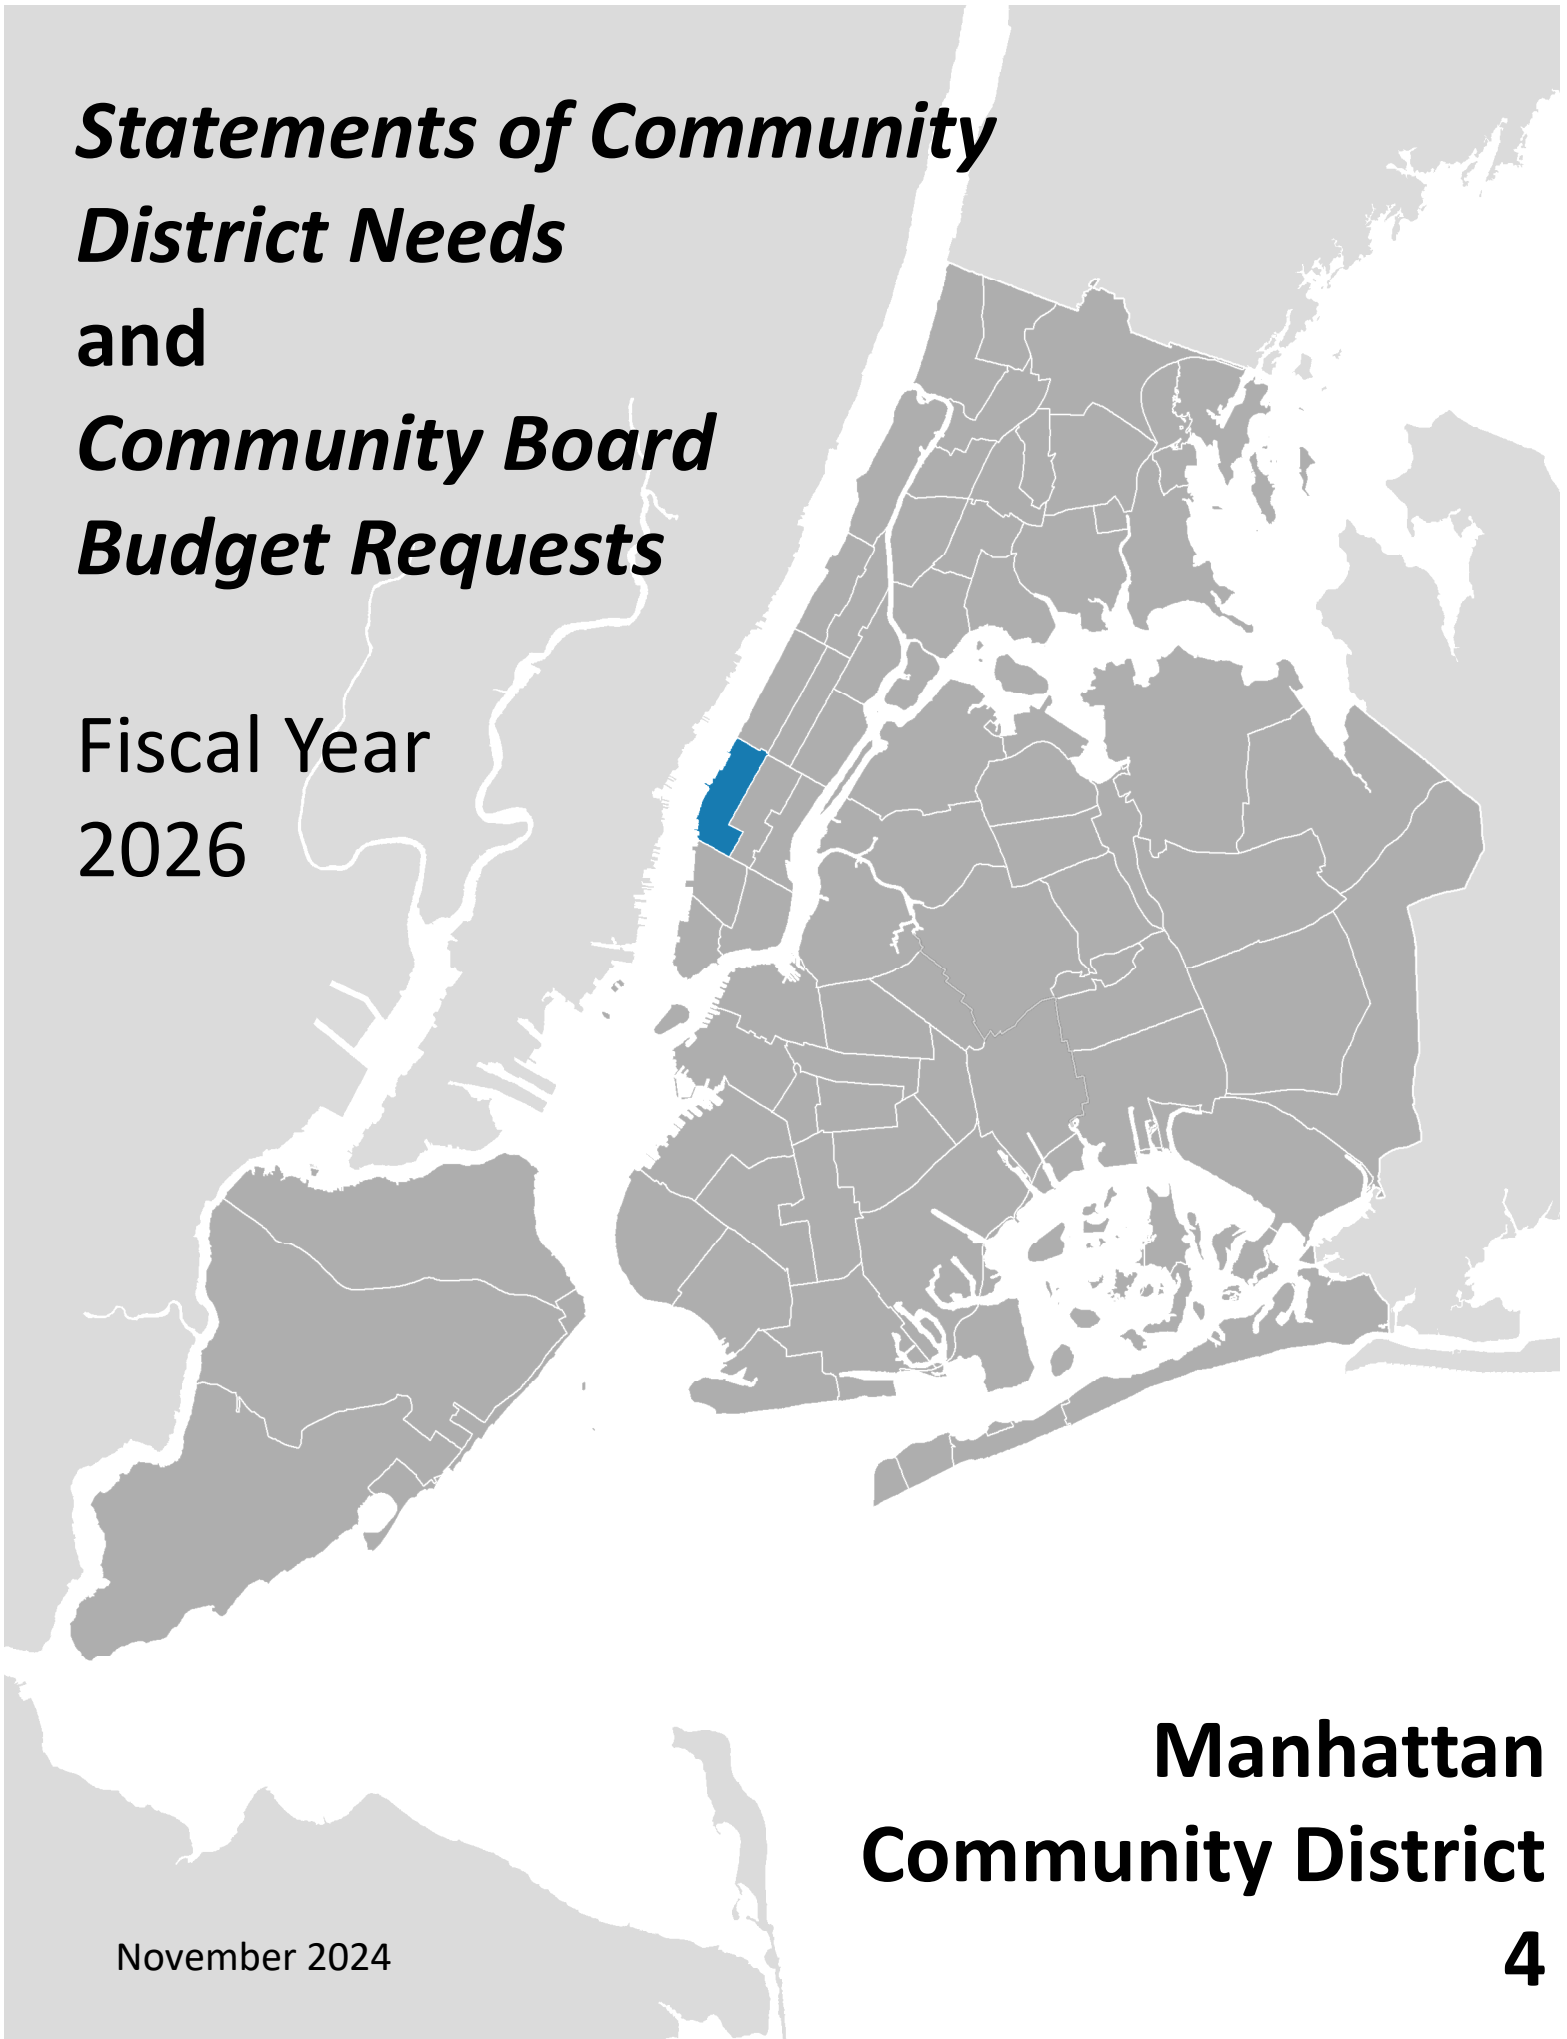 Statements of Community
District Needs
and
Community Board
Budget Requests
Fiscal Year
2026
Manhattan
Community District
4
November 2024